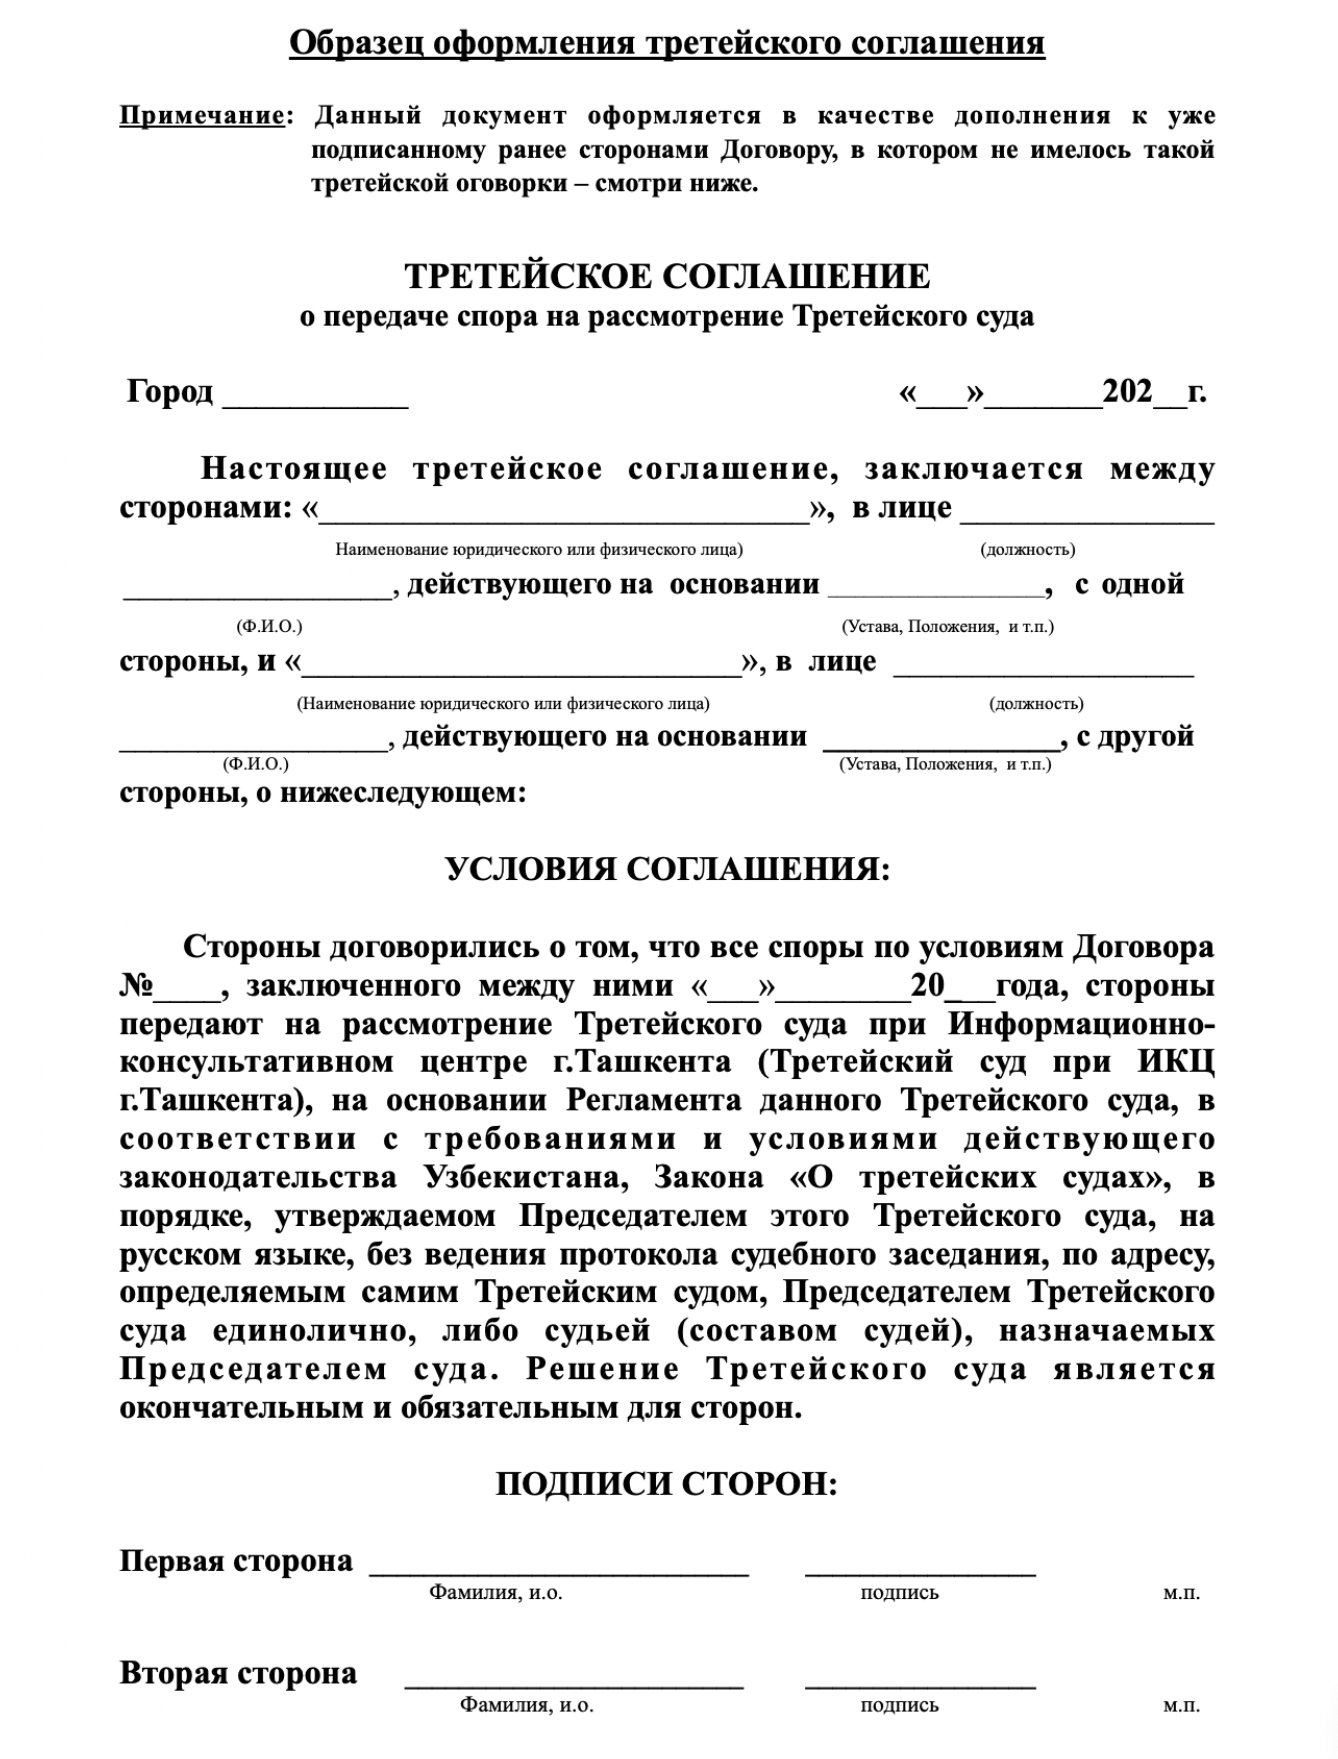 Образец оформления третейского соглашения
Примечание: Данный документ оформляется в качестве дополнения к уже
подписанному ранее сторонами Договору, в котором не имелось такой
третейской оговорки – смотри ниже.
ТРЕТЕЙСКОЕ СОГЛАШЕНИЕ
о передаче спора на рассмотрение Третейского суда
Город ___________ «___»_______202__г.
Настоящее третейское соглашение, заключается между
сторонами: «_____________________________», в лице _______________
Наименование юридического или физического лица) (должность)
________________, действующего на основании _______________, с одной
(Ф.И.О.) (Устава, Положения, и т.п.)
стороны, и «__________________________», в лице __________________
(Наименование юридического или физического лица) (должность)
________________, действующего на основании ______________, с другой
(Ф.И.О.) (Устава, Положения, и т.п.)
стороны, о нижеследующем:
УСЛОВИЯ СОГЛАШЕНИЯ:
Стороны договорились о том, что все споры по условиям Договора
№____, заключенного между ними «___»________20___года, стороны
передают на рассмотрение Третейского суда при Информационно-
консультативном центре г.Ташкента (Третейский суд при ИКЦ
г.Ташкента), на основании Регламента данного Третейского суда, в
соответствии с требованиями и условиями действующего
законодательства Узбекистана, Закона «О третейских судах», в
порядке, утверждаемом Председателем этого Третейского суда, на
русском языке, без ведения протокола судебного заседания, по адресу,
определяемым самим Третейским судом, Председателем Третейского
суда единолично, либо судьей (составом судей), назначаемых
Председателем суда. Решение Третейского суда является
окончательным и обязательным для сторон.
ПОДПИСИ СТОРОН:
Первая сторона _______________________ ______________
Фамилия, и.о. подпись м.п.
Вторая сторона _____________________ ______________
Фамилия, и.о. подпись м.п.